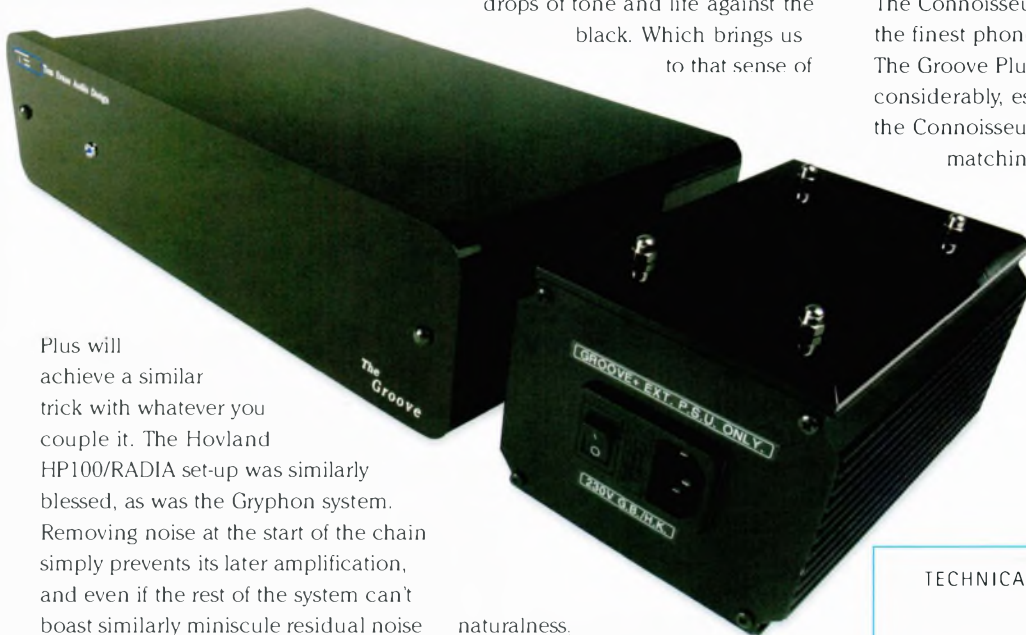 drops of tone and life against the
black. Which brings us
to that sense of
The Connoisseu
the finest phon
The Groove Plu
considerably, es
the Connoisseu
matchin
Tom Evans Audio Design
The
Groove
GROOVE+ EXT. P.S.U. ONLY.
230V G.B./H.K.
Plus will
achieve a similar
trick with whatever you
couple it. The Hovland
HP100/RADIA set-up was similarly
blessed, as was the Gryphon system.
Removing noise at the start of the chain
simply prevents its later amplification,
and even if the rest of the system can't
boast similarly miniscule residual noise
naturalness.
TECHNICA